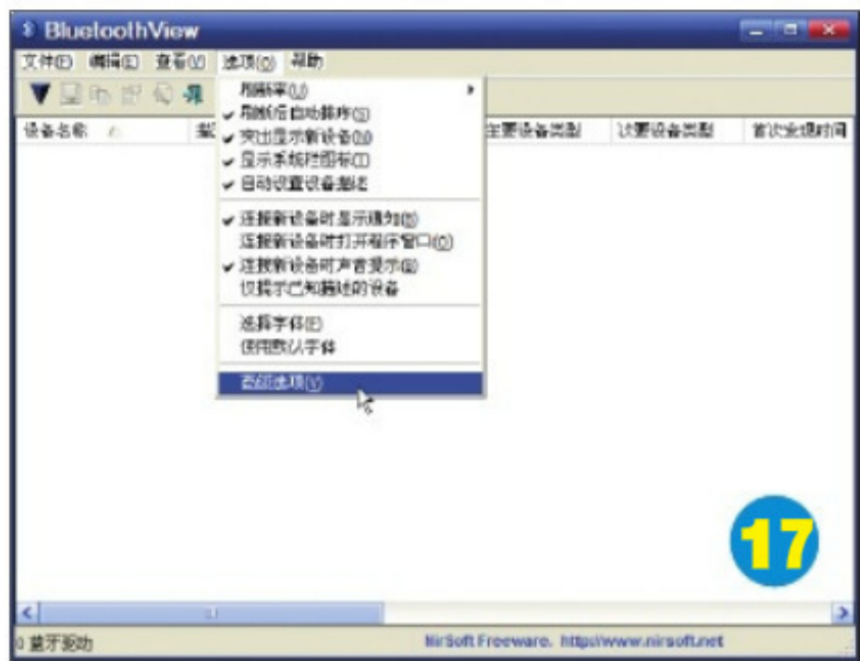 BluetoothView
文件(F) 编辑(E) 查看(V) 选项(O) 帮助
刷新率(U)
刷新后自动排序(S)
突出显示新设备(N)
显示系统栏图标(T)
自动设置设备描述
设备名称 描 主要设备类型 次要设备类型 首次发现时间
连接新设备时显示通知(B)
连接新设备时打开程序窗口(O)
连接新设备时声音提示(B)
仅提示已知描述的设备
选择字体(F)
使用默认字体
高级选项(V)
17
0 蓝牙驱动 NirSoft Freeware. http://www.nirsoft.net